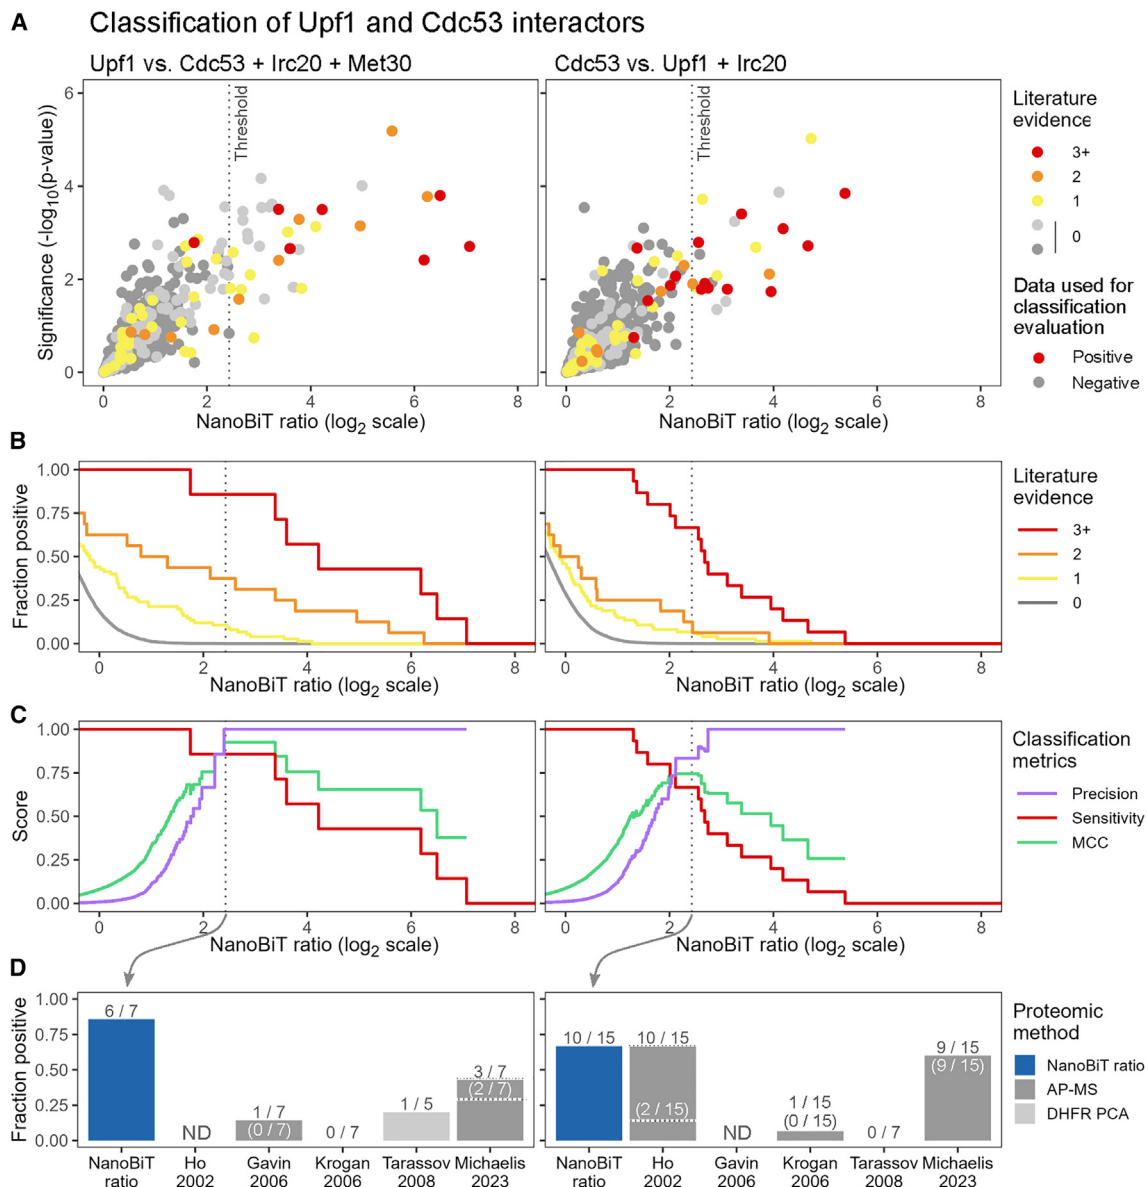 A
Classification of Upf1 and Cdc53 interactors
Upf1 vs. Cdc53 + Irc20 + Met30
Cdc53 vs. Upf1 + Irc20
Significance (-log10(p-value))
6
4
2
0
Threshold
Threshold
0 2 4 6 8
0 2 4 6 8
NanoBiT ratio (log2 scale)
NanoBiT ratio (log2 scale)
Literature
evidence
3+
2
1
0
Data used for
classification
evaluation
Positive
Negative
B
Fraction positive
1.00
0.75
0.50
0.25
0.00
0 2 4 6 8
0 2 4 6 8
NanoBiT ratio (log2 scale)
NanoBiT ratio (log2 scale)
Literature
evidence
3+
2
1
0
C
Score
1.00
0.75
0.50
0.25
0.00
0 2 4 6 8
0 2 4 6 8
NanoBiT ratio (log2 scale)
NanoBiT ratio (log2 scale)
Classification
metrics
Precision
Sensitivity
MCC
D
Fraction positive
1.00
0.75
0.50
0.25
0.00
6 / 7
ND
1 / 7
(0 / 7)
0 / 7
1 / 5
3 / 7
(2 / 7)
NanoBiT ratio
Ho 2002
Gavin 2006
Krogan 2006
Tarassov 2008
Michaelis 2023
10 / 15
10 / 15
(2 / 15)
ND
1 / 15
(0 / 15)
0 / 7
9 / 15
(9 / 15)
NanoBiT ratio
Ho 2002
Gavin 2006
Krogan 2006
Tarassov 2008
Michaelis 2023
Proteomic
method
NanoBiT ratio
AP-MS
DHFR PCA